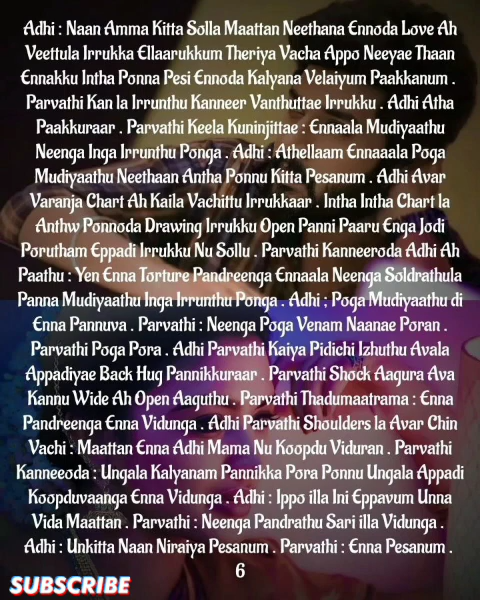 Adhi : Naan Amma Kitta Solla Maattan Neethana Ennoda Love Ah
Veettula Irrukka Ellaarukkum Theriya Vacha Appo Neeyae Thaan
Ennakku Intha Ponna Pesi Ennoda Kalyana Velaiyum Paakkanum .
Parvathi Kan la Irrunthu Kanneer Vanthuttae Irrukku . Adhi Atha
Paakkuraar . Parvathi Keela Kuninjittae : Ennaala Mudiyaathu
Neenga Inga Irrunthu Ponga . Adhi : Athellaam Ennaaala Poga
Mudiyaathu Neethaan Antha Ponnu Kitta Pesanum . Adhi Avar
Varanja Chart Ah Kaila Vachittu Irrukkaar . Intha Intha Chart la
Anthw Ponnoda Drawing Irrukku Open Panni Paaru Enga Jodi
Porutham Eppadi Irrukku Nu Sollu . Parvathi Kanneeroda Adhi Ah
Paathu : Yen Enna Torture Pandreenga Ennaala Neenga Soldrathula
Panna Mudiyaathu Inga Irrunthu Ponga . Adhi ; Poga Mudiyaathu di
Enna Pannuva . Parvathi : Neenga Poga Venam Naanae Poran .
Parvathi Poga Pora . Adhi Parvathi Kaiya Pidichi Izhuthu Avala
Appadiyae Back Hug Pannikkuraar . Parvathi Shock Aagura Ava
Kannu Wide Ah Open Aaguthu . Parvathi Thadumaatrama : Enna
Pandreenga Enna Vidunga . Adhi Parvathi Shoulders la Avar Chin
Vachi : Maattan Enna Adhi Mama Nu Koopdu Viduran . Parvathi
Kanneeoda : Ungala Kalyanam Pannikka Pora Ponnu Ungala Appadi
Koopduvaanga Enna Vidunga . Adhi : Ippo illa Ini Eppavum Unna
Vida Maattan . Parvathi : Neenga Pandrathu Sari illa Vidunga .
Adhi : Unkitta Naan Niraiya Pesanum . Parvathi : Enna Pesanum .
6
SUBSCRIBE